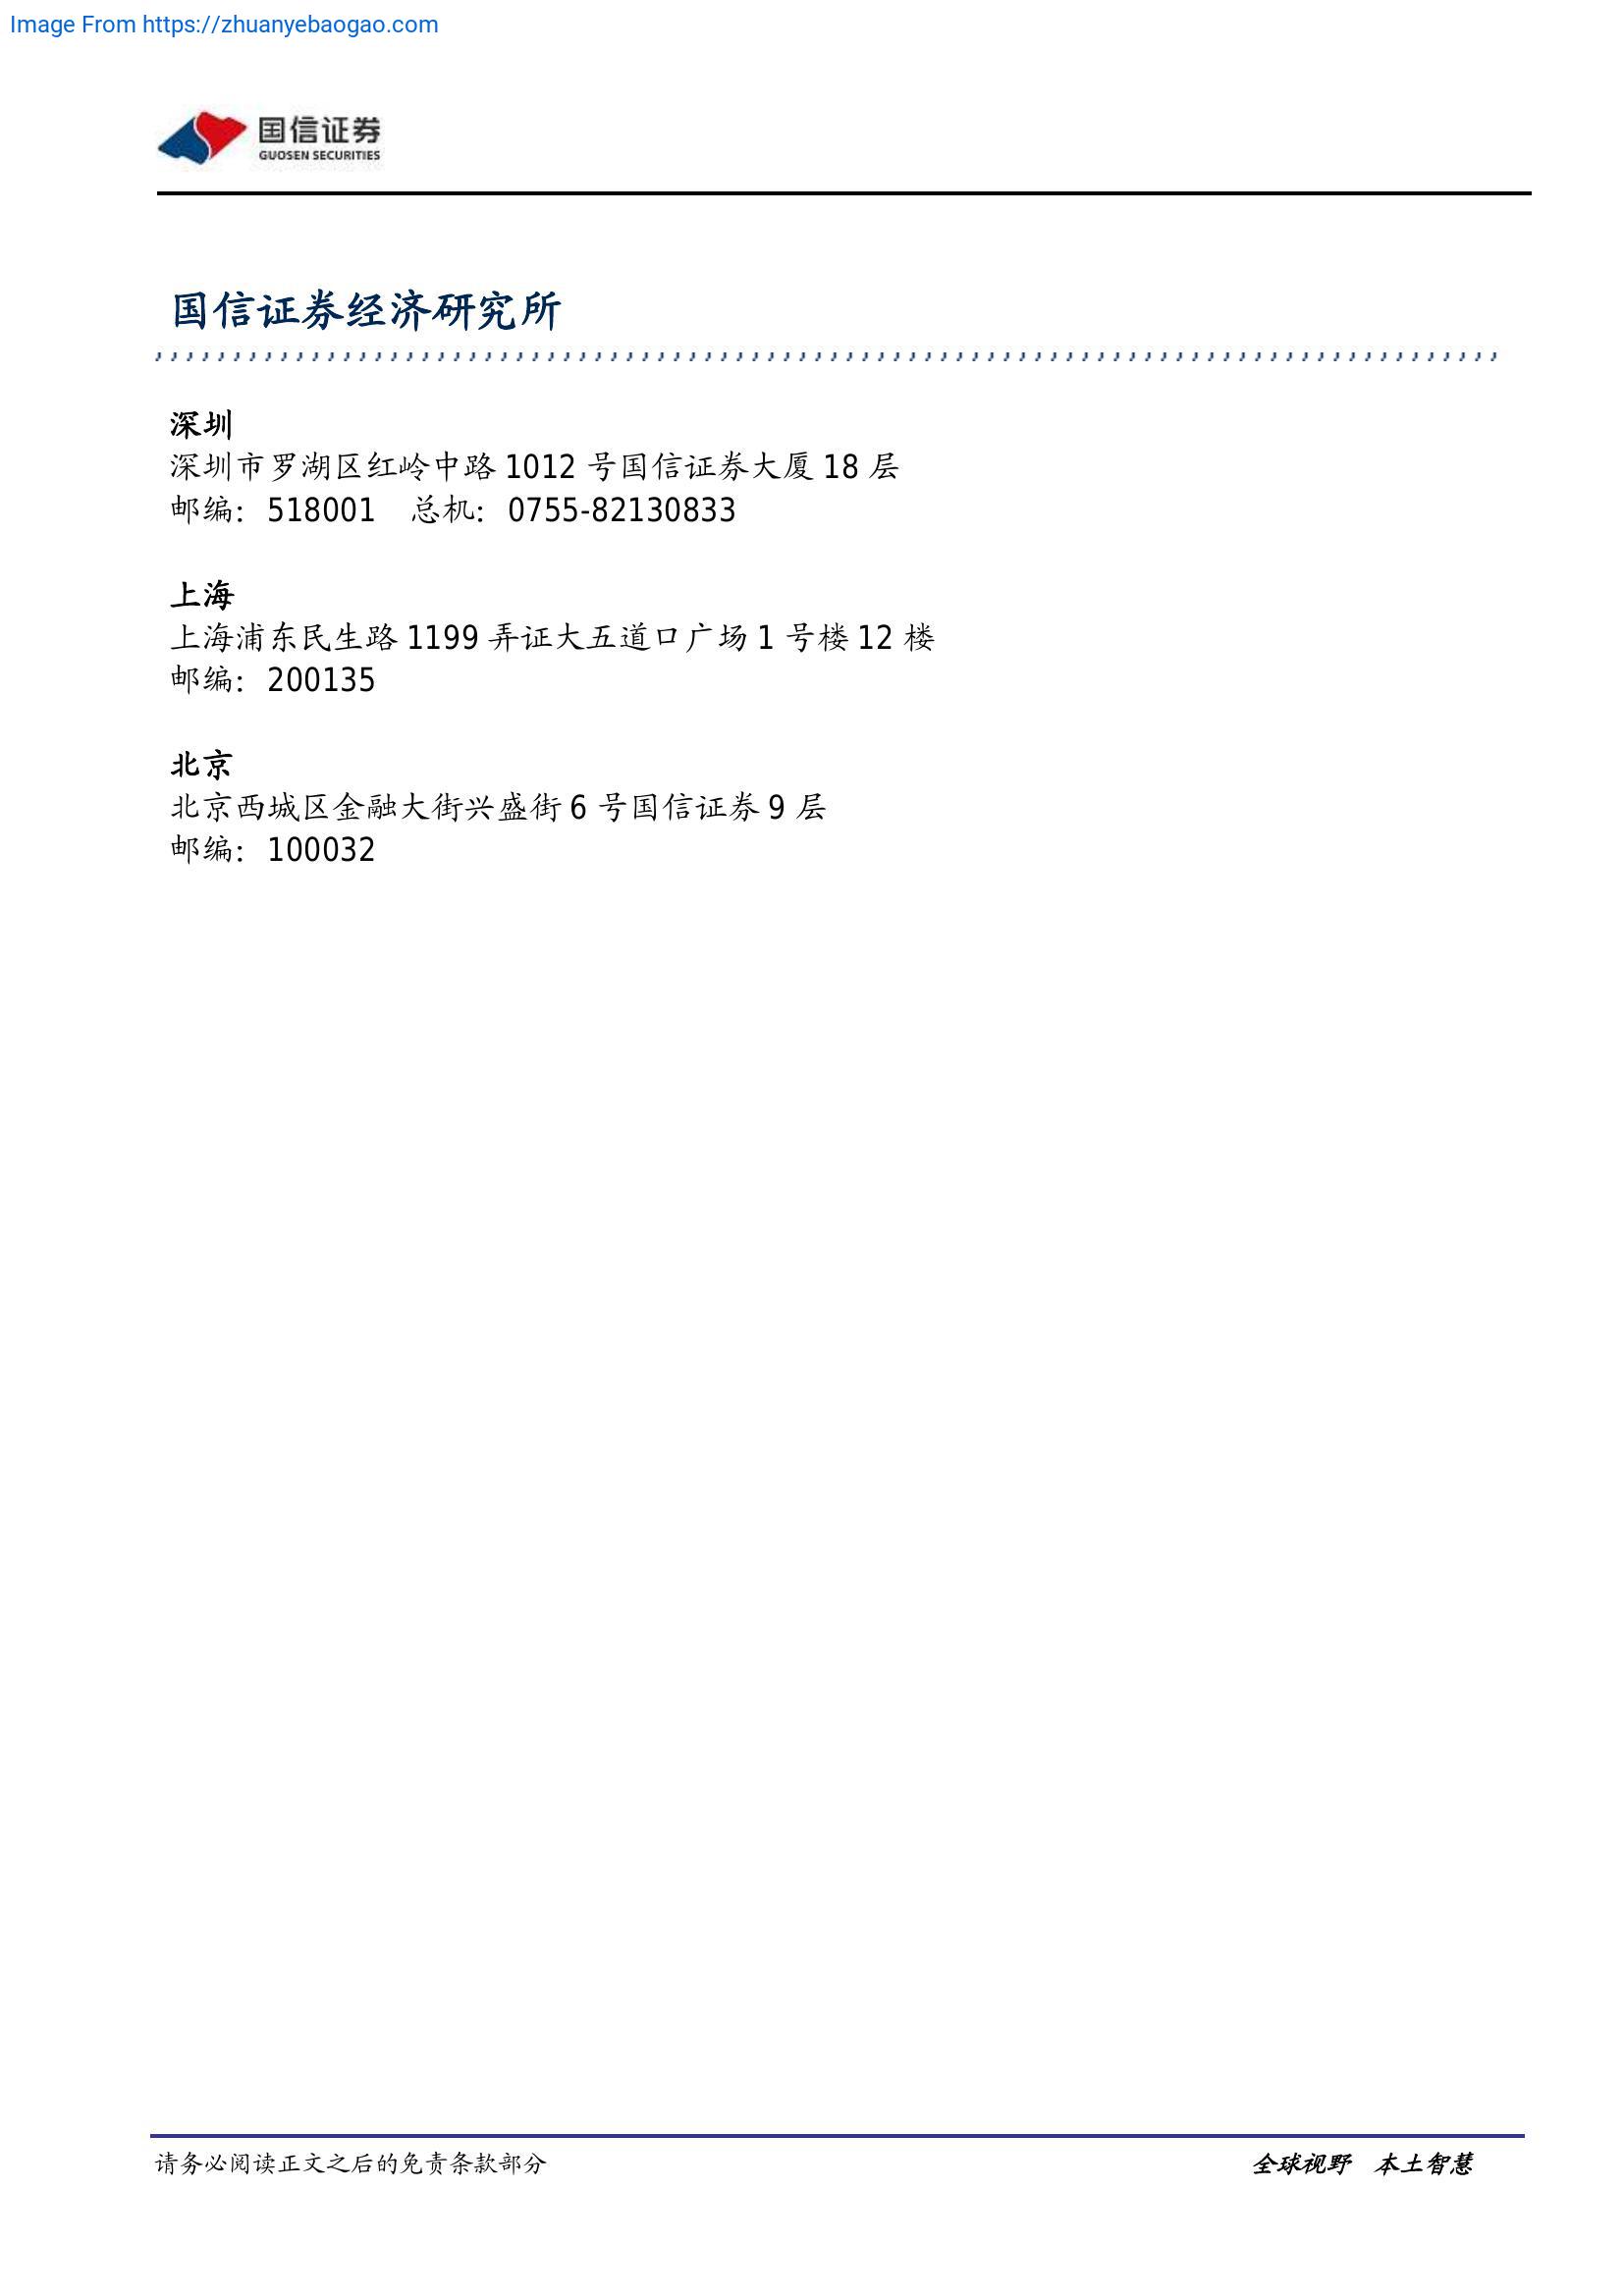 Image From https://zhuanyebaogao.com
国信证券
GUOSEN SECURITIES
国信证券经济研究所
深圳
深圳市罗湖区红岭中路 1012 号国信证券大厦 18 层
邮编：518001 总机：0755-82130833
上海
上海浦东民生路 1199 弄证大五道口广场 1 号楼 12 楼
邮编：200135
北京
北京西城区金融大街兴盛街 6 号国信证券 9 层
邮编：100032
请务必阅读正文之后的免责条款部分 全球视野 本土智慧